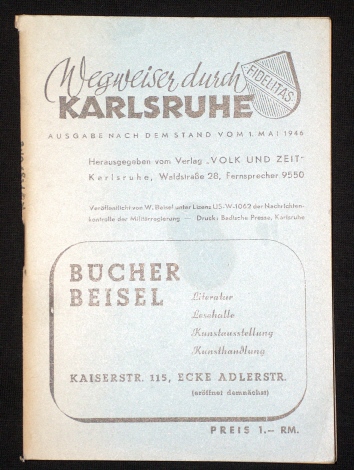 Wegweiser durch
FIDELITAS
KARLSRUHE
AUSGABE NACH DEM STAND VOM 1. MAI 1946
Herausgegeben vom Verlag „VOLK UND ZEIT"
Karlsruhe, Waldstraße 28, Fernsprecher 9550
Veröffentlicht von W. Beisel unter Lizenz US-W-1062 der Nachrichten-
kontrolle der Militärregierung — Druck: Badische Presse, Karlsruhe
BÜCHER
BEISEL
Literatur
Lesehalle
Kunstausstellung
Kunsthandlung
KAISERSTR. 115, ECKE ADLERSTR.
(eröffnet demnächst)
PREIS 1.– RM.